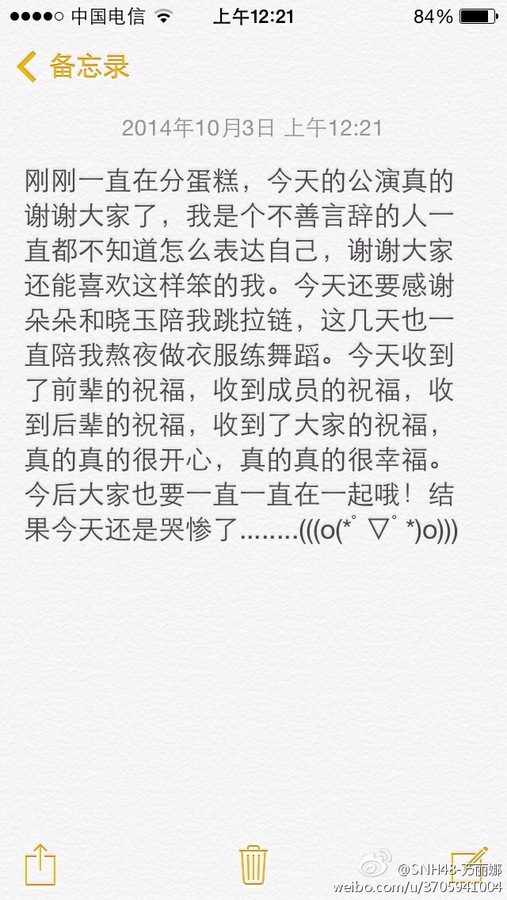 中国电信 上午12:21 84%
备忘录
2014年10月3日 上午12:21
刚刚一直在分蛋糕，今天的公演真的
谢谢大家了，我是个不善言辞的人一
直都不知道怎么表达自己，谢谢大家
还能喜欢这样笨的我。今天还要感谢
朵朵和晓玉陪我跳拉链，这几天也一
直陪我熬夜做衣服练舞蹈。今天收到
了前辈的祝福，收到成员的祝福，收
到后辈的祝福，收到了大家的祝福，
真的真的很开心，真的真的很幸福。
今后大家也要一直一直在一起哦！结
果今天还是哭惨了........(((o(*ﾟ▽ﾟ*)o)))
@SNH48-方丽娜
weibo.com/u/3705941004